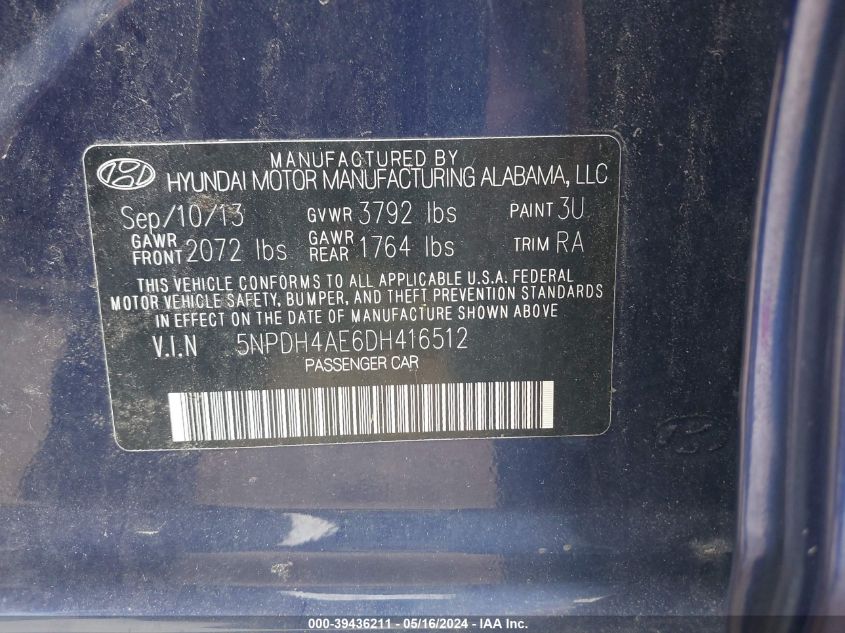 MANUFACTURED BY
HYUNDAI MOTOR MANUFACTURING ALABAMA, LLC
Sep/10/13 GVWR 3792 lbs PAINT 3U
GAWR FRONT 2072 lbs GAWR REAR 1764 lbs TRIM RA
THIS VEHICLE CONFORMS TO ALL APPLICABLE U.S.A. FEDERAL
MOTOR VEHICLE SAFETY, BUMPER, AND THEFT PREVENTION STANDARDS
IN EFFECT ON THE DATE OF MANUFACTURE SHOWN ABOVE
V.I.N 5NPDH4AE6DH416512
PASSENGER CAR
000-39436211 - 05/16/2024 - IAA Inc.